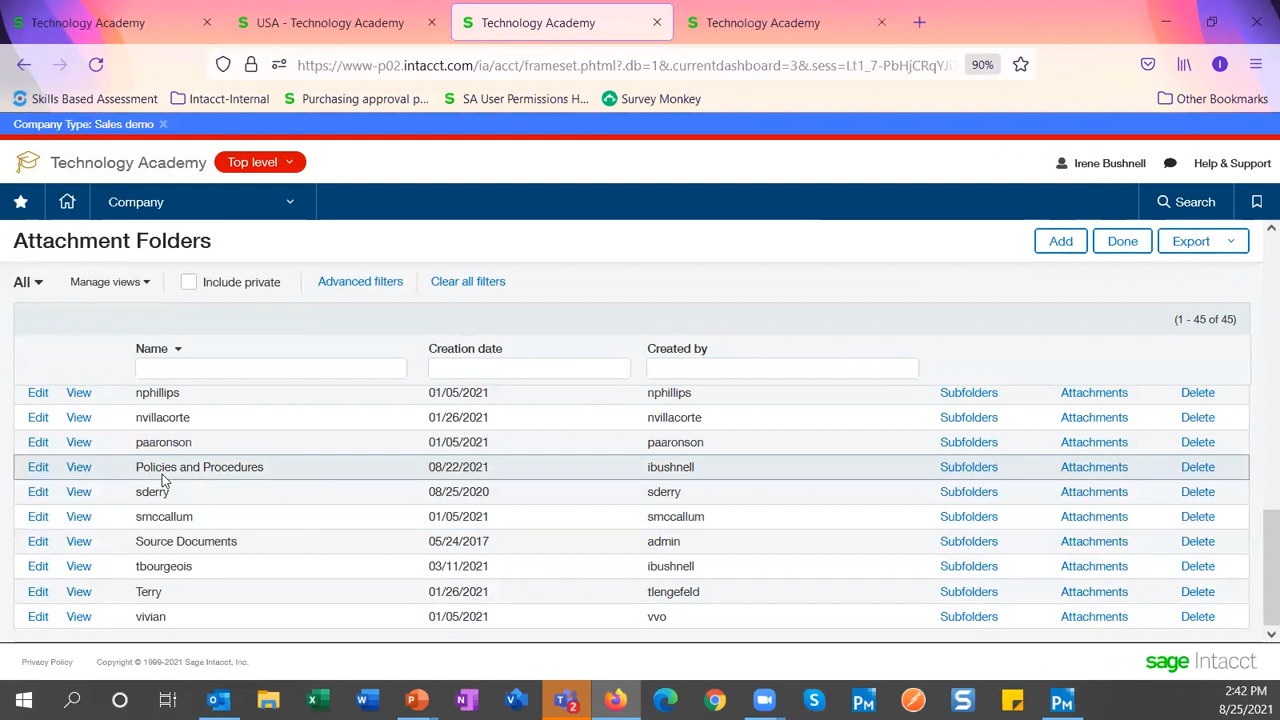 Technology Academy
USA - Technology Academy
Technology Academy
Technology Academy
https://www-p02.intacct.com/ia/acct/frameset.phtml?.db=1&.currentdashboard=3&.sess=Lt1_7-PbHjCRqYJi
90%
Skills Based Assessment
Intacct-Internal
Purchasing approval p...
SA User Permissions H...
Survey Monkey
Other Bookmarks
Company Type: Sales demo
Technology Academy
Top level
Irene Bushnell
Help & Support
Company
Search
Attachment Folders
Add
Done
Export
All
Manage views
Include private
Advanced filters
Clear all filters
(1 - 45 of 45)
Name Creation date Created by
Edit View nphillips 01/05/2021 nphillips Subfolders Attachments Delete
Edit View nvillacorte 01/26/2021 nvillacorte Subfolders Attachments Delete
Edit View paaronson 01/05/2021 paaronson Subfolders Attachments Delete
Edit View Policies and Procedures 08/22/2021 ibushnell Subfolders Attachments Delete
Edit View sderry 08/25/2020 sderry Subfolders Attachments Delete
Edit View smccallum 01/05/2021 smccallum Subfolders Attachments Delete
Edit View Source Documents 05/24/2017 admin Subfolders Attachments Delete
Edit View tbourgeois 03/11/2021 ibushnell Subfolders Attachments Delete
Edit View Terry 01/26/2021 tlengefeld Subfolders Attachments Delete
Edit View vivian 01/05/2021 vvo Subfolders Attachments Delete
Privacy Policy
Copyright © 1999-2021 Sage Intacct, Inc.
sage Intacct
2:42 PM
8/25/2021